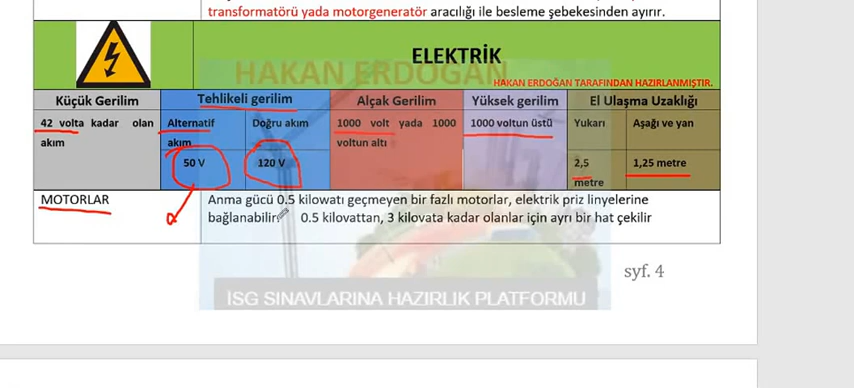 transformatörü yada motorgeneratör aracılığı ile besleme şebekesinden ayırır.
ELEKTRİK
HAKAN ERDOĞAN
HAKAN ERDOĞAN TARAFINDAN HAZIRLANMIŞTIR.
Küçük Gerilim Tehlikeli gerilim Alçak Gerilim Yüksek gerilim El Ulaşma Uzaklığı
42 volta kadar olan akım
Alternatif akım
Doğru akım
1000 volt yada 1000 voltun altı
1000 voltun üstü
Yukarı
Aşağı ve yan
50 V
120 V
2,5 metre
1,25 metre
MOTORLAR
Anma gücü 0.5 kilowatı geçmeyen bir fazlı motorlar, elektrik priz linyelerine
bağlanabilir. 0.5 kilovattan, 3 kilovata kadar olanlar için ayrı bir hat çekilir
syf. 4
İSG SINAVLARINA HAZIRLIK PLATFORMU